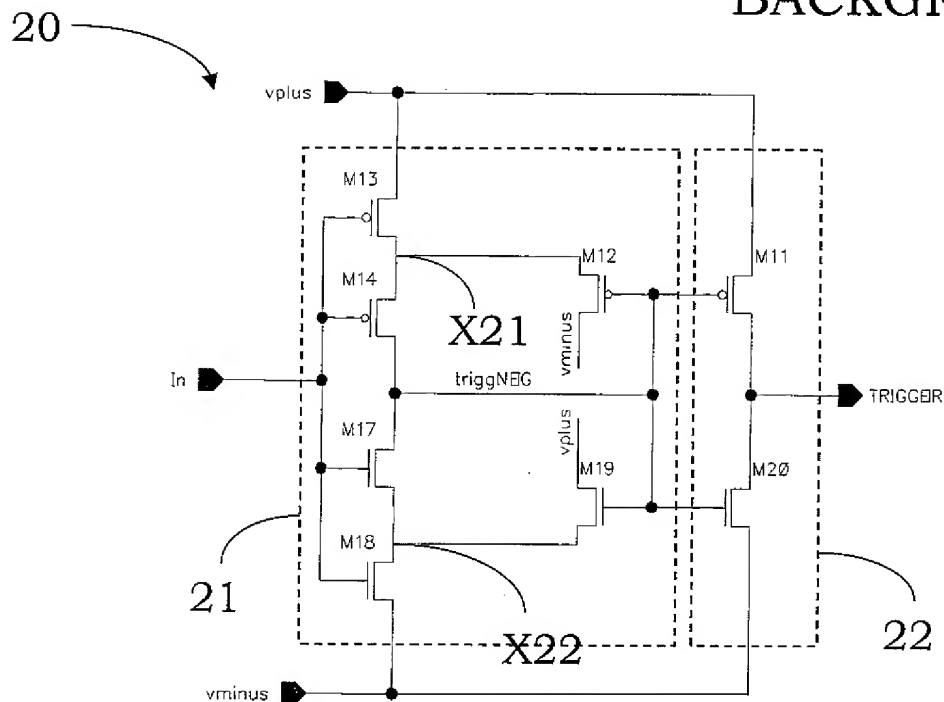 BACKGR
20
vplus
M13
M12
M11
M14
X21
vminus
In
triggNEG
TRIGGER
vplus
M17
M19
M20
M18
21
X22
22
vminus